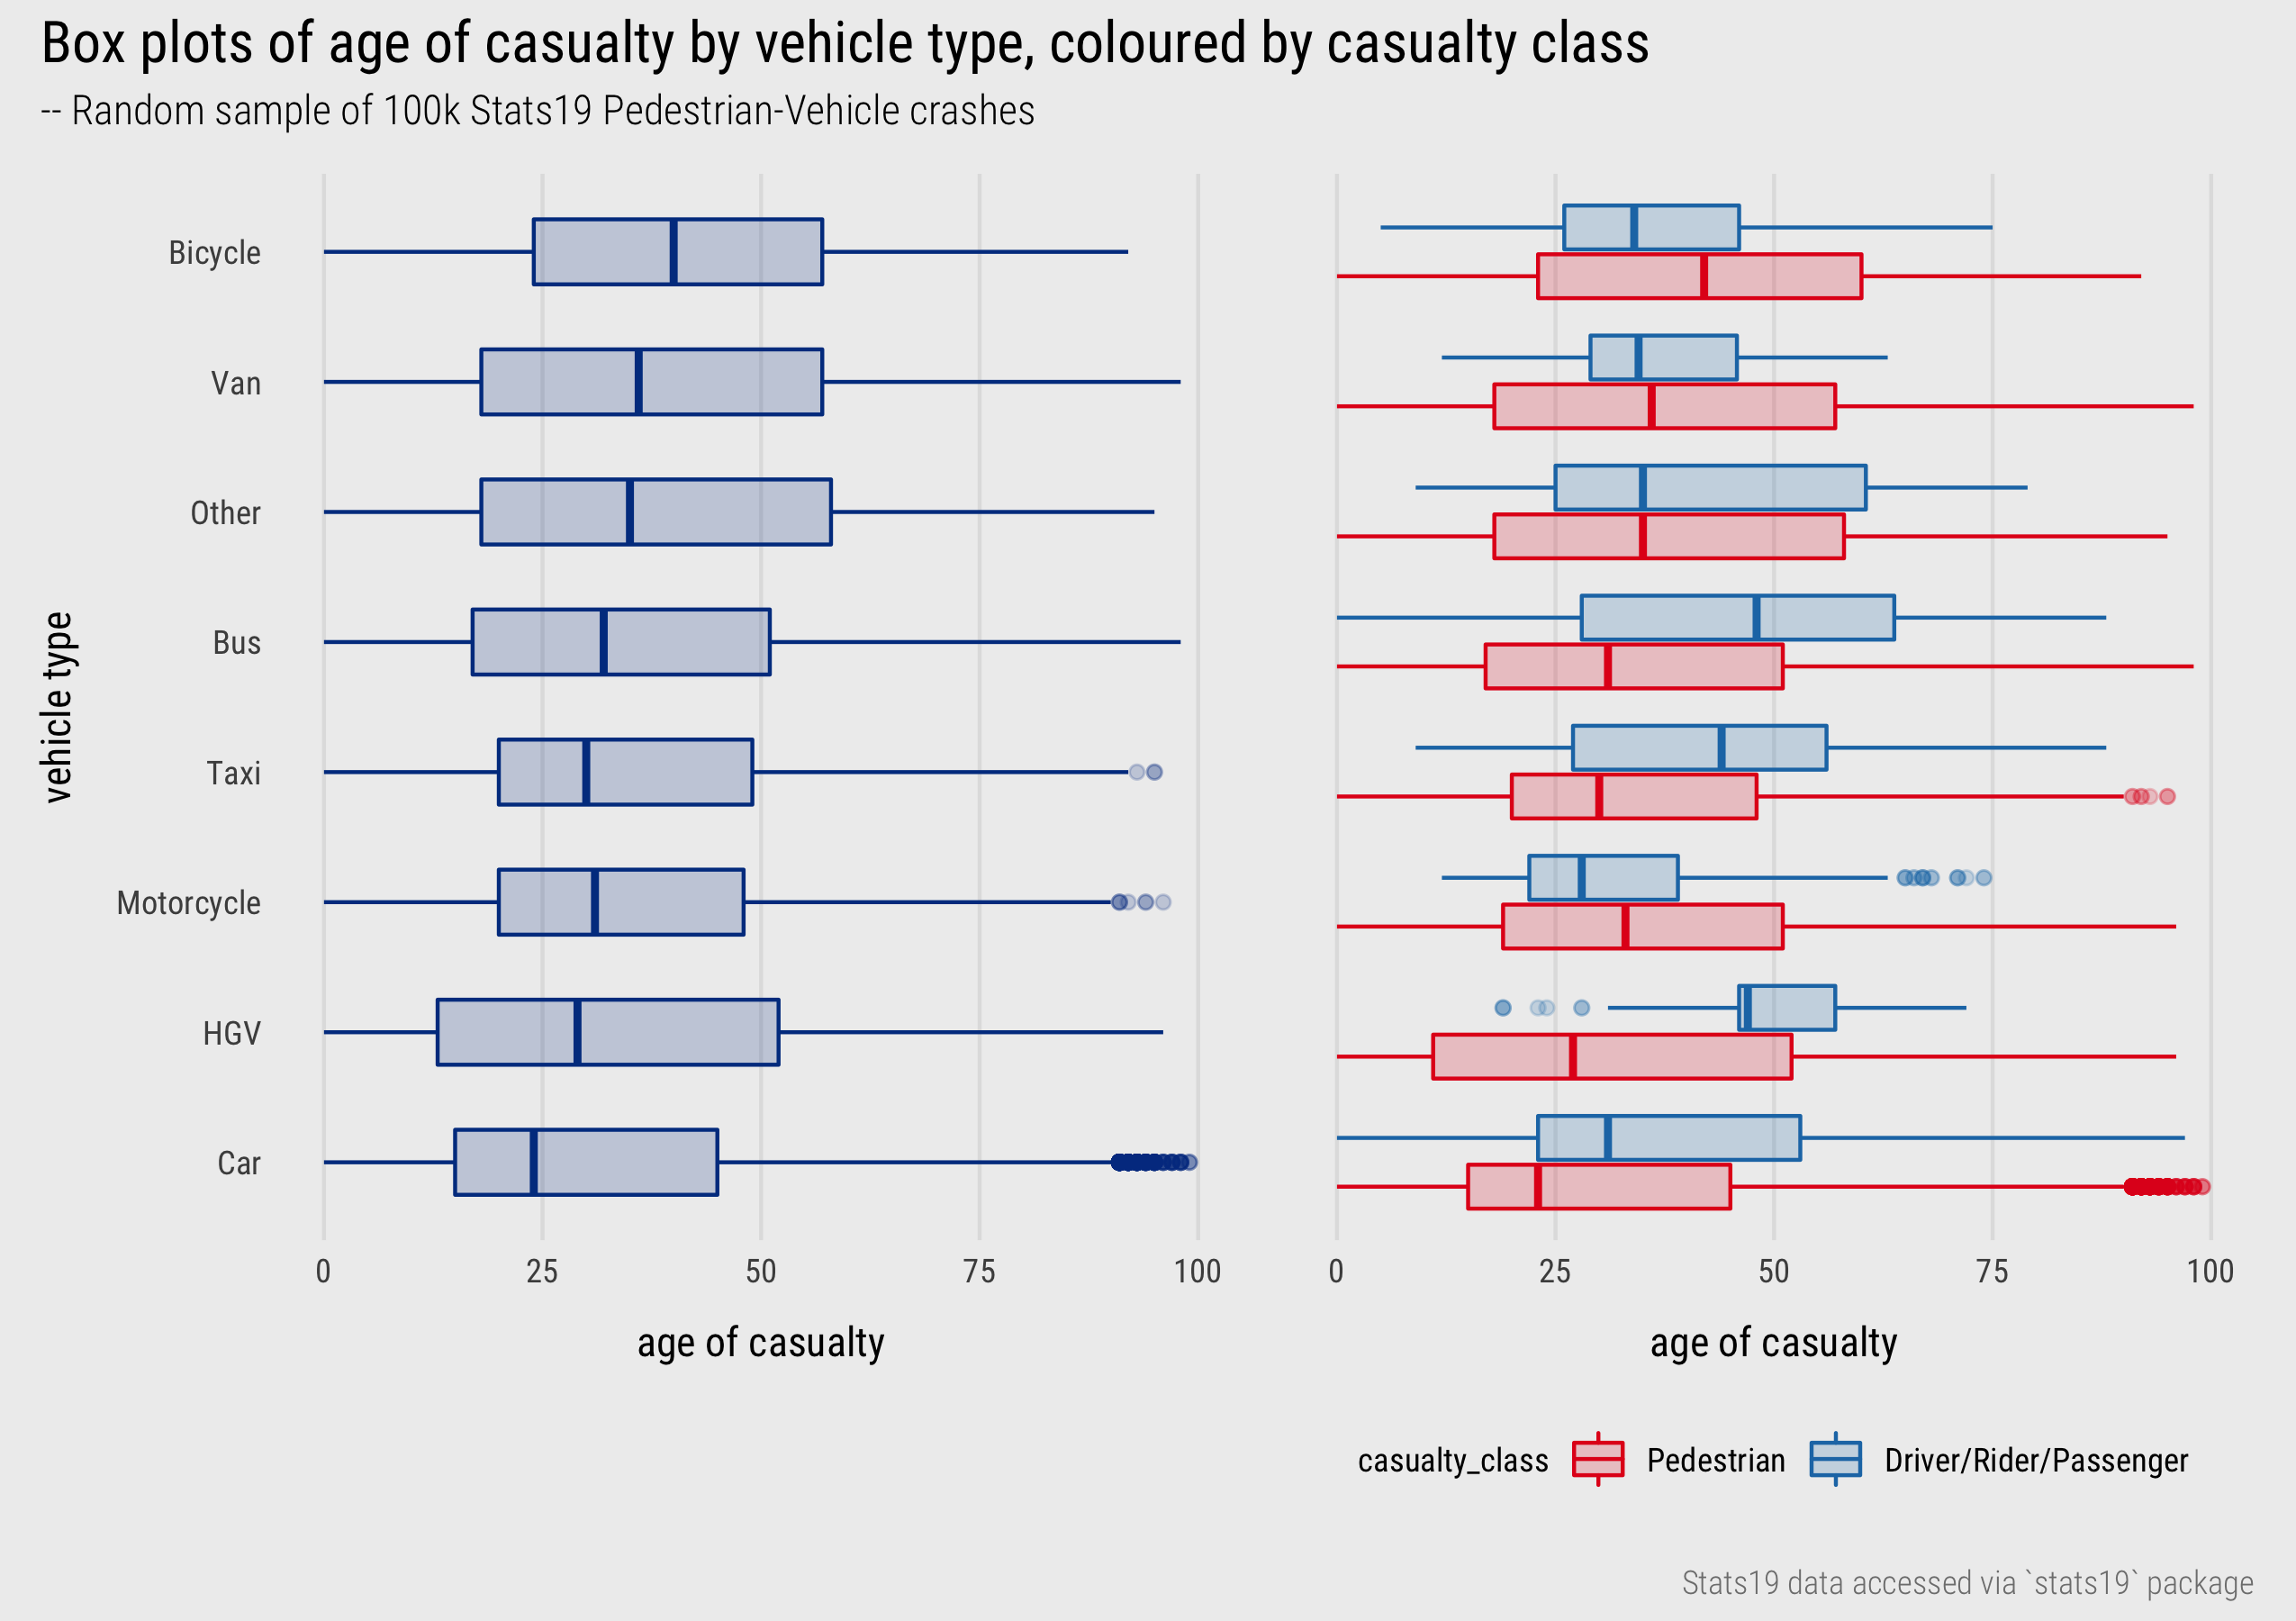 Box plots of age of casualty by vehicle type, coloured by casualty class
-- Random sample of 100k Stats19 Pedestrian-Vehicle crashes
vehicle type
Bicycle
Van
Other
Bus
Taxi
Motorcycle
HGV
Car
0 25 50 75 100
0 25 50 75 100
age of casualty
age of casualty
casualty_class Pedestrian Driver/Rider/Passenger
Stats19 data accessed via `stats19` package